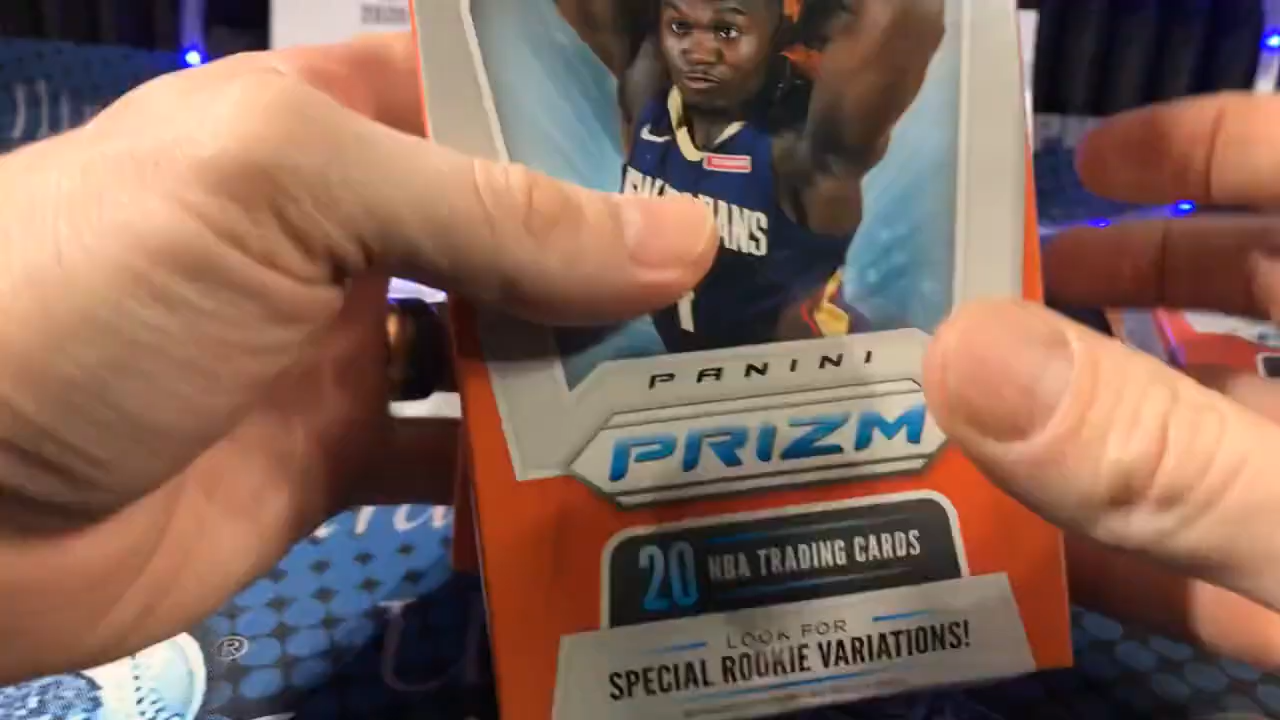 PANINI
PRIZM
20 NBA TRADING CARDS
LOOK FOR
SPECIAL ROOKIE VARIATIONS!
®